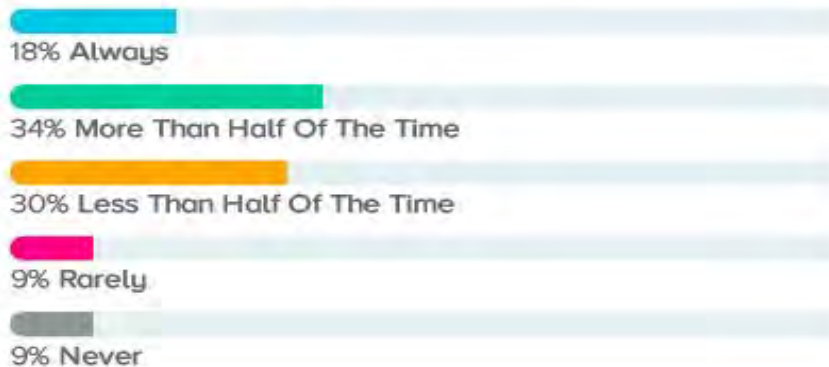 18% Always
34% More Than Half Of The Time
30% Less Than Half Of The Time
9% Rarely
9% Never